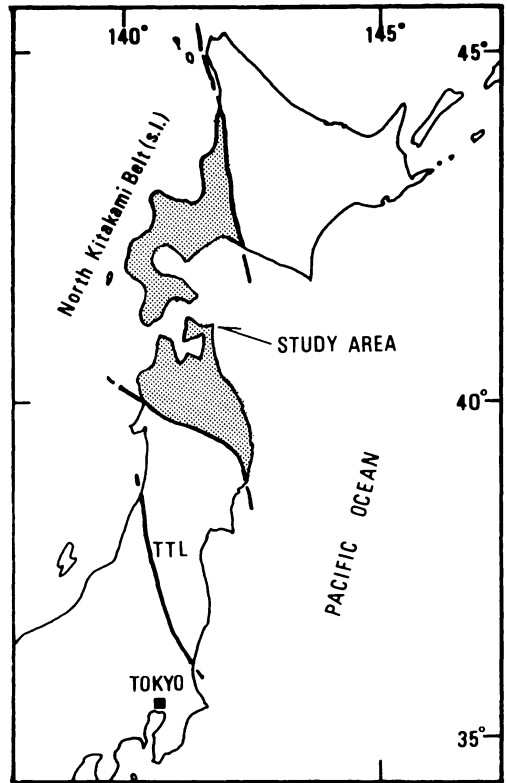 140° 145°
45°
North Kitakami Belt (s.l.)
STUDY AREA
40°
PACIFIC OCEAN
TTL
TOKYO
35°